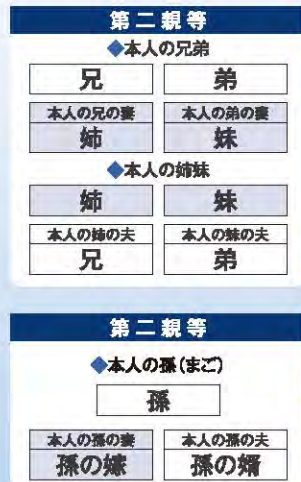 第二親等
◆本人の兄弟
兄 弟
本人の兄の妻 本人の弟の妻
姉 妹
◆本人の姉妹
姉 妹
本人の姉の夫 本人の妹の夫
兄 弟
第二親等
◆本人の孫(まご)
孫
本人の孫の妻 本人の孫の夫
孫の嫁 孫の婿